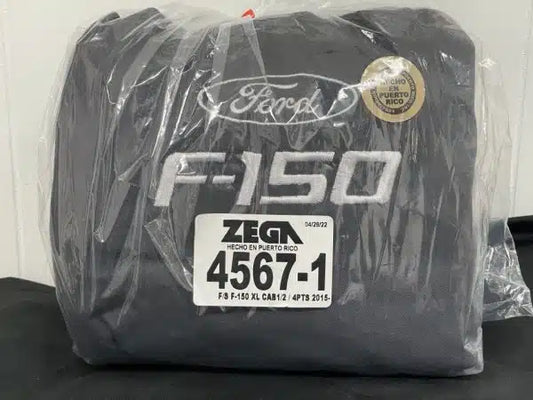 Ford
HECHO
EN
PUERTO
RICO
F-150
ZEGA
04/28/22
HECHO EN PUERTO RICO
4567-1
F/S F-150 XL CAB1/2 / 4PTS 2015-